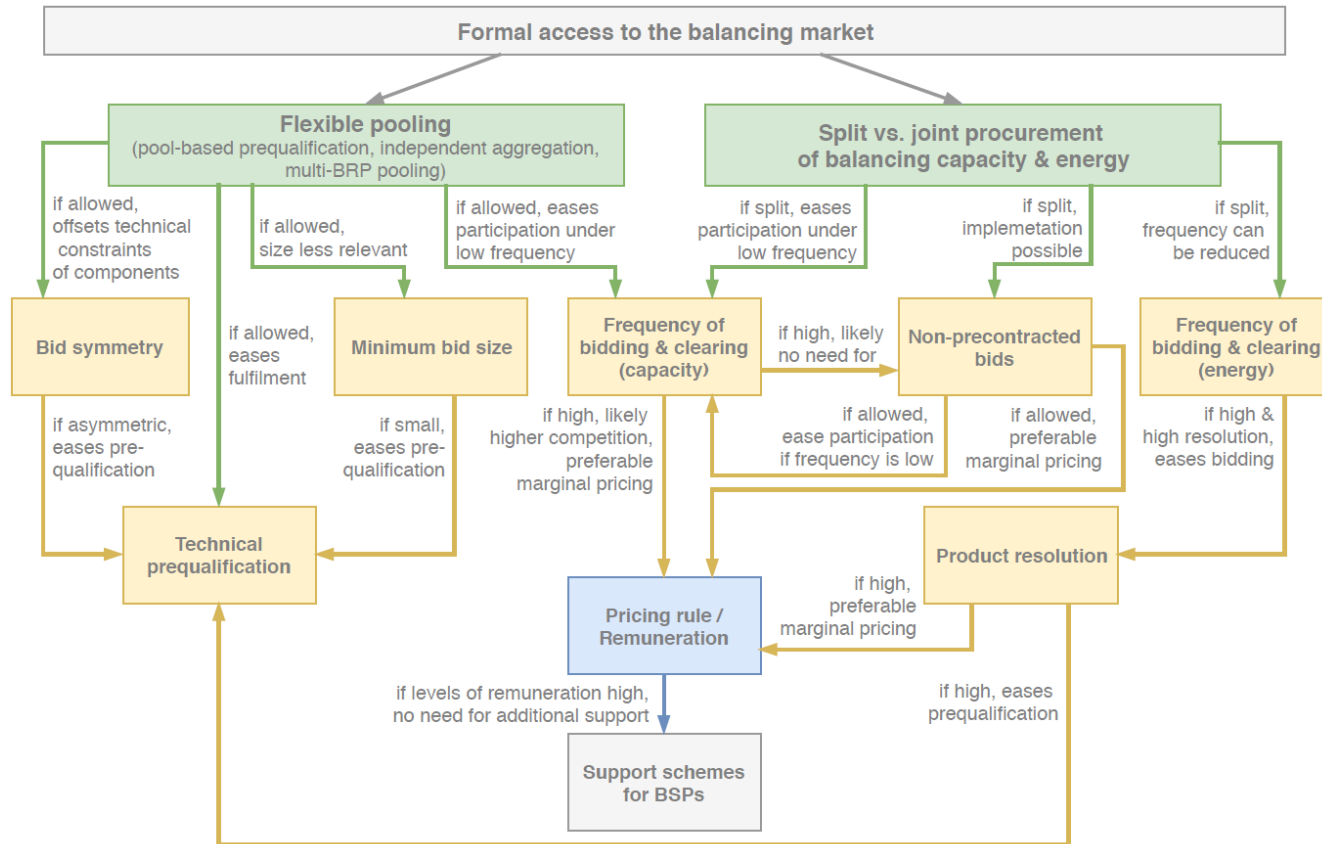 Formal access to the balancing market
Flexible pooling
(pool-based prequalification, independent aggregation,
multi-BRP pooling)
Split vs. joint procurement
of balancing capacity & energy
if allowed,
offsets technical
constraints
of components
if allowed,
size less relevant
if allowed, eases
participation under
low frequency
if split, eases
participation under
low frequency
if split,
implemetation
possible
if split,
frequency can
be reduced
Bid symmetry
if allowed,
eases
fulfilment
Minimum bid size
Frequency of
bidding & clearing
(capacity)
if high, likely
no need for
Non-precontracted
bids
Frequency of
bidding & clearing
(energy)
if asymmetric,
eases pre-
qualification
if small,
eases pre-
qualification
if high, likely
higher competition,
preferable
marginal pricing
if allowed,
ease participation
if frequency is low
if allowed,
preferable
marginal pricing
if high &
high resolution,
eases bidding
Technical
prequalification
Product resolution
Pricing rule /
Remuneration
if high,
preferable
marginal pricing
if levels of remuneration high,
no need for additional support
if high, eases
prequalification
Support schemes
for BSPs